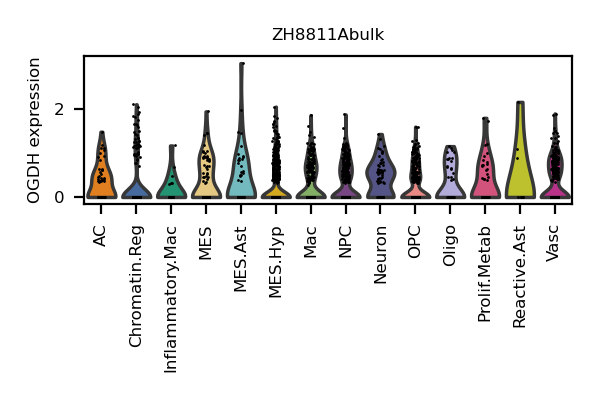 ZH8811Abulk
OGDH expression
2
0
AC
Chromatin.Reg
Inflammatory.Mac
MES
MES.Ast
MES.Hyp
Mac
NPC
Neuron
OPC
Oligo
Prolif.Metab
Reactive.Ast
Vasc